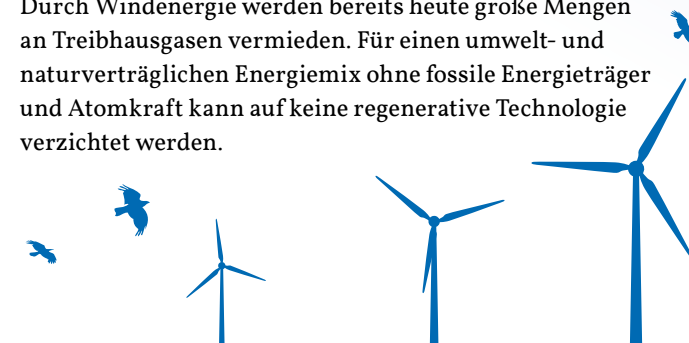 Durch Windenergie werden bereits heute große Mengen
an Treibhausgasen vermieden. Für einen umwelt- und
naturverträglichen Energiemix ohne fossile Energieträger
und Atomkraft kann auf keine regenerative Technologie
verzichtet werden.